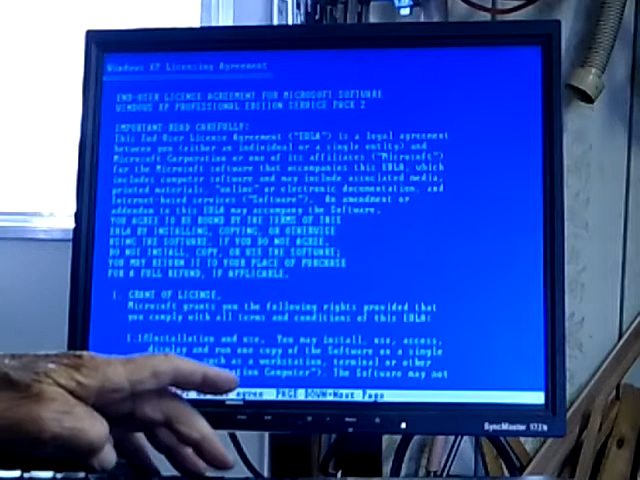 Windows XP Licensing Agreement
END-USER LICENSE AGREEMENT FOR MICROSOFT SOFTWARE
WINDOWS XP PROFESSIONAL EDITION SERVICE PACK 2
IMPORTANT-READ CAREFULLY:
This End-User License Agreement ("EULA") is a legal agreement
between you (either an individual or a single entity) and
Microsoft Corporation or one of its affiliates ("Microsoft")
for the Microsoft software that accompanies this EULA, which
includes computer software and may include associated media,
printed materials, "online" or electronic documentation, and
Internet-based services ("Software"). An amendment or
addendum to this EULA may accompany the Software.
YOU AGREE TO BE BOUND BY THE TERMS OF THIS
EULA BY INSTALLING, COPYING, OR OTHERWISE
USING THE SOFTWARE. IF YOU DO NOT AGREE,
DO NOT INSTALL, COPY, OR USE THE SOFTWARE;
YOU MAY RETURN IT TO YOUR PLACE OF PURCHASE
FOR A FULL REFUND, IF APPLICABLE.
1. GRANT OF LICENSE.
Microsoft grants you the following rights provided that
you comply with all terms and conditions of this EULA:
1.1 Installation and use. You may install, use, access,
display and run one copy of the Software on a single
such as a workstation, terminal or other
Computer"). The Software may not
agree PAGE DOWN=Next Page
SyncMaster